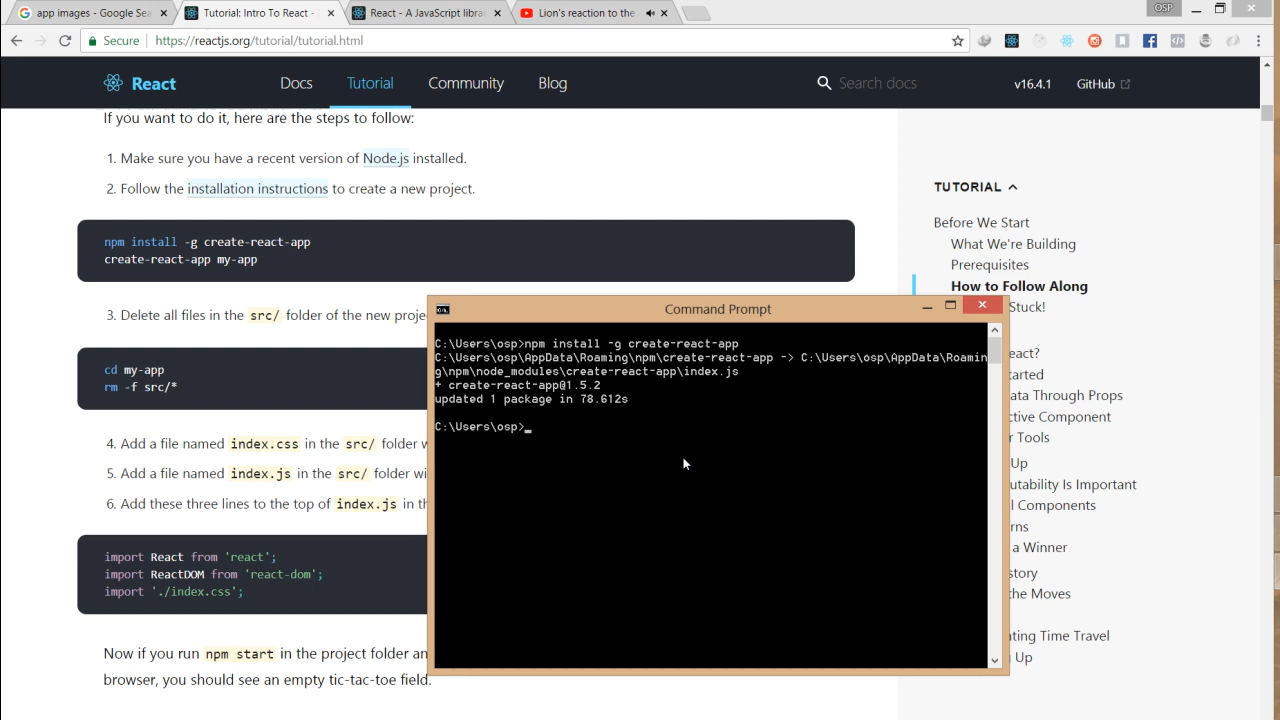 app images - Google Sea
Tutorial: Intro To React -
React - A JavaScript library
Lion's reaction to the
OSP
Secure
https://reactjs.org/tutorial/tutorial.html
React
Docs
Tutorial
Community
Blog
Search docs
v16.4.1
GitHub
If you want to do it, here are the steps to follow:
1. Make sure you have a recent version of Node.js installed.
2. Follow the installation instructions to create a new project.
npm install -g create-react-app
create-react-app my-app
3. Delete all files in the src/ folder of the new proje
cd my-app
rm -f src/*
4. Add a file named index.css in the src/ folder w
5. Add a file named index.js in the src/ folder wi
6. Add these three lines to the top of index.js in th
import React from 'react';
import ReactDOM from 'react-dom';
import './index.css';
Now if you run npm start in the project folder an
browser, you should see an empty tic-tac-toe field.
Command Prompt
C:\Users\osp>npm install -g create-react-app
C:\Users\osp\AppData\Roaming\npm\create-react-app -> C:\Users\osp\AppData\Roamin
g\npm\node_modules\create-react-app\index.js
+ create-react-app@1.5.2
updated 1 package in 78.612s
C:\Users\osp>_
TUTORIAL
Before We Start
What We're Building
Prerequisites
How to Follow Along
Stuck!
eact?
tarted
ata Through Props
ctive Component
r Tools
Up
utability Is Important
l Components
rns
a Winner
story
the Moves
ating Time Travel
g Up